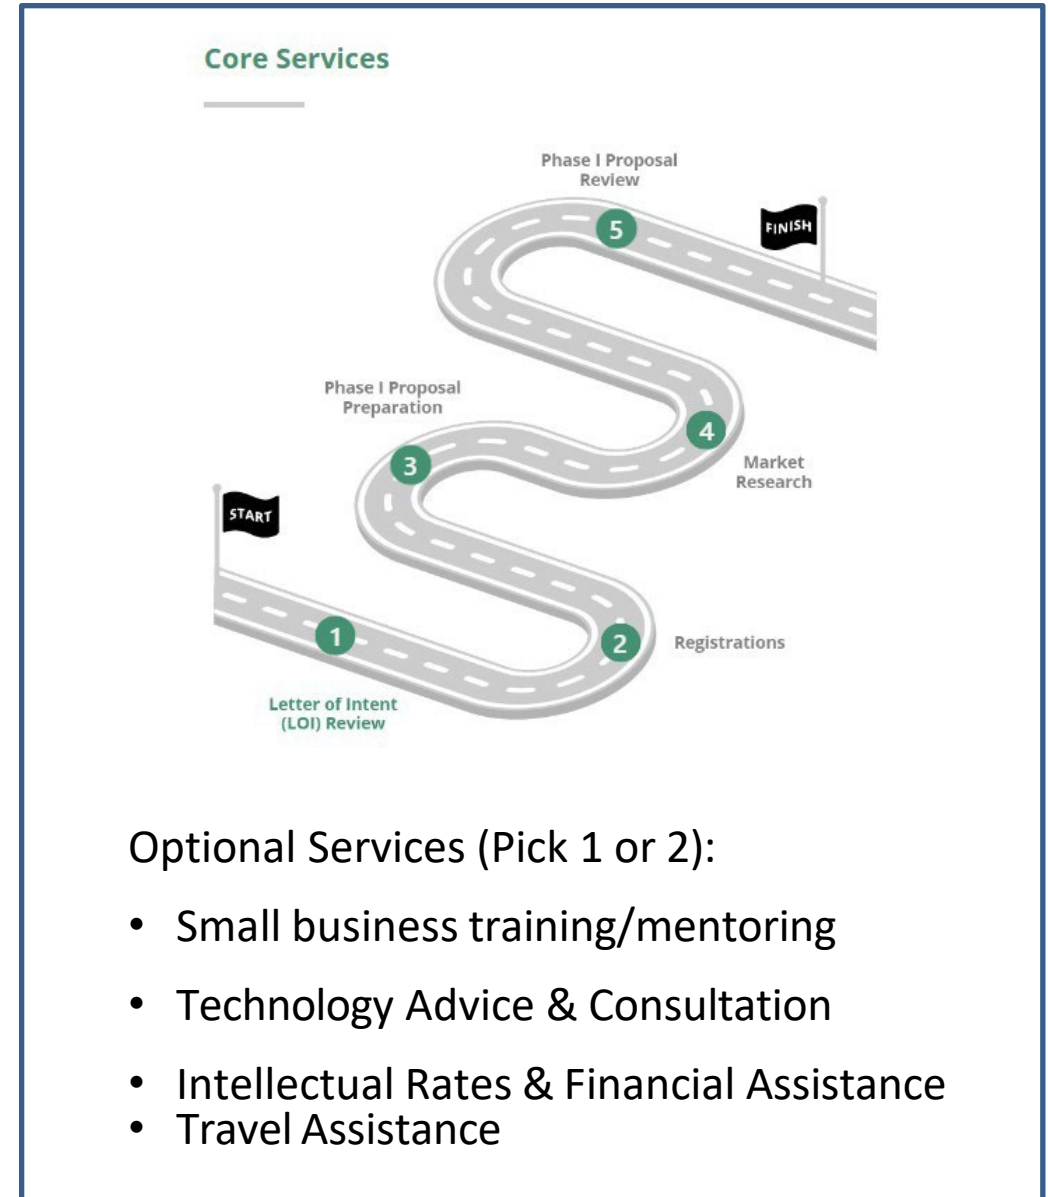 Core Services
Phase I Proposal
Review
5
FINISH
Phase I Proposal
Preparation
4
3
Market
Research
START
1
2
Registrations
Letter of Intent
(LOI) Review
Optional Services (Pick 1 or 2):
• Small business training/mentoring
• Technology Advice & Consultation
• Intellectual Rates & Financial Assistance
• Travel Assistance